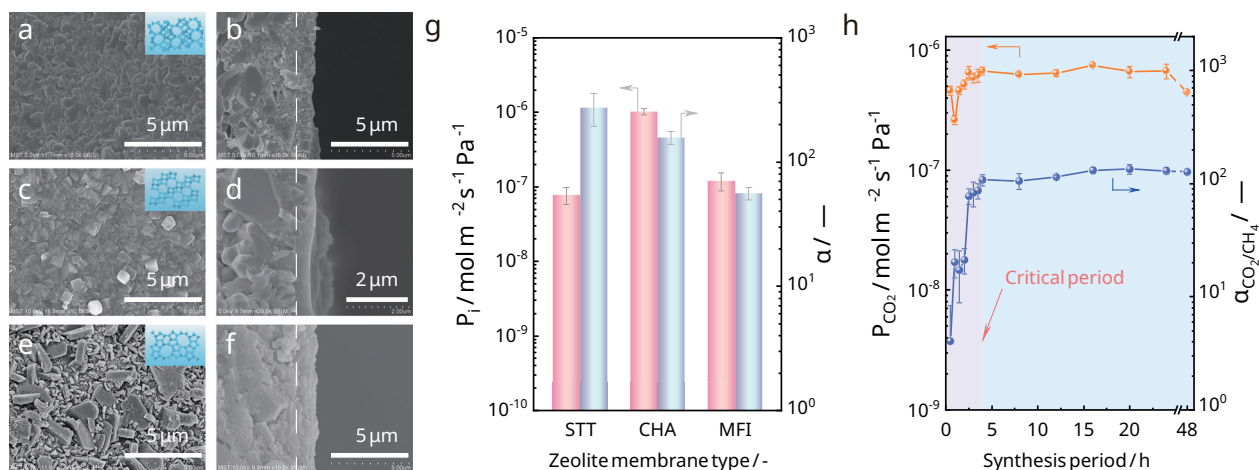 a
5 μm
b
5 μm
c
5 μm
d
2 μm
e
5 μm
f
5 μm
g
10-5
10-6
10-7
10-8
10-9
10-10
Pi / mol m -2 s-1 Pa-1
103
102
101
100
α / —
STT CHA MFI
Zeolite membrane type / -
h
10-6
10-7
10-8
10-9
PCO2 / mol m -2 s-1 Pa-1
Critical period
103
102
101
100
αCO2/CH4 / —
0 5 10 15 20 48
Synthesis period / h